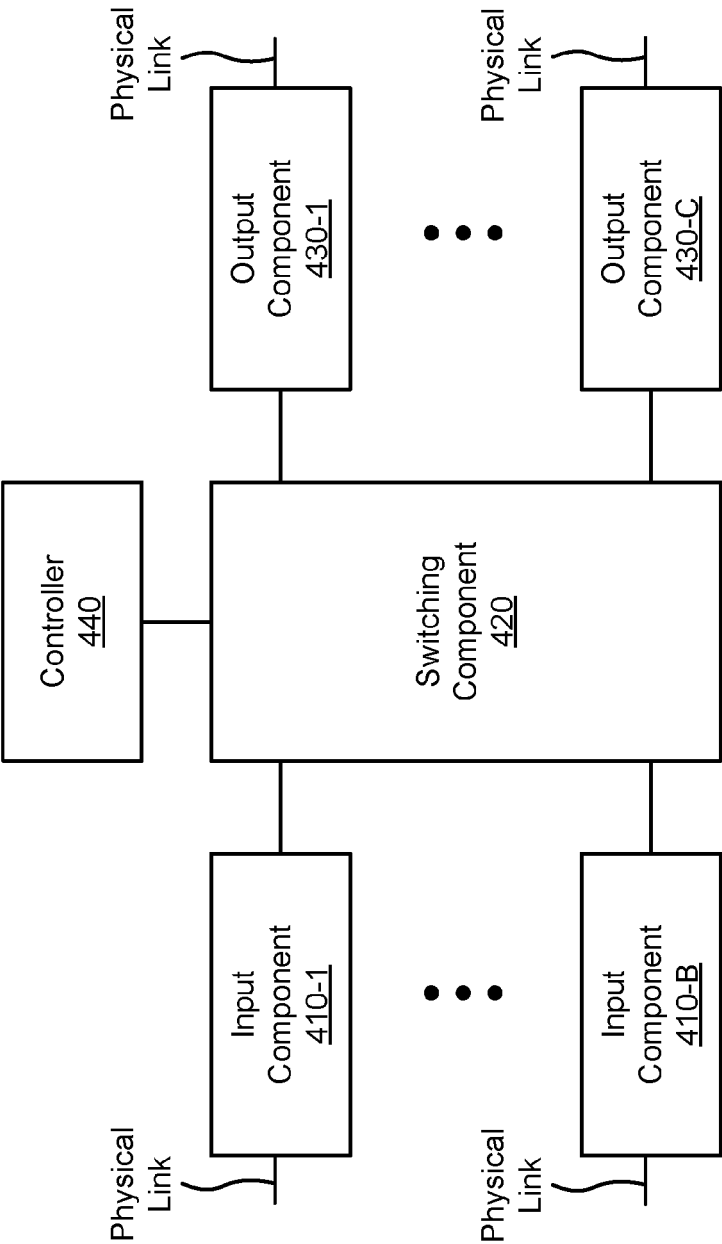 Controller
440
Physical
Link
Input
Component
410-1
Switching
Component
420
Output
Component
430-1
Physical
Link
Physical
Link
Input
Component
410-B
Output
Component
430-C
Physical
Link